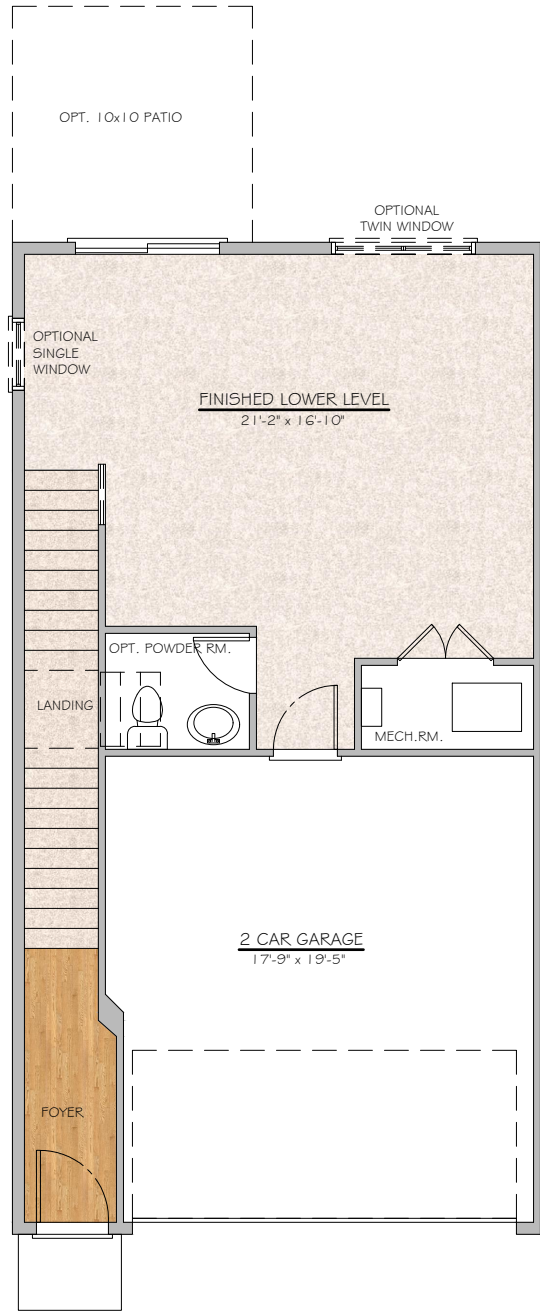 OPT. 10x10 PATIO
OPTIONAL
TWIN WINDOW
OPTIONAL
SINGLE
WINDOW
FINISHED LOWER LEVEL
21'-2" x 16'-10"
OPT. POWDER RM.
LANDING
MECH.RM.
2 CAR GARAGE
17'-9" x 19'-5"
FOYER